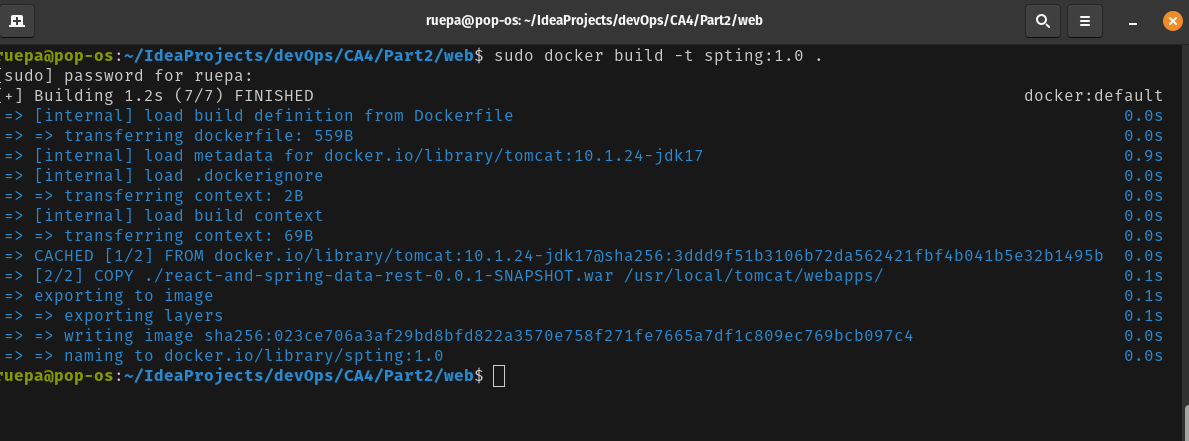 ruepa@pop-os: ~/IdeaProjects/devOps/CA4/Part2/web
ruepa@pop-os:~/IdeaProjects/devOps/CA4/Part2/web$ sudo docker build -t spting:1.0 .
[sudo] password for ruepa:
[+] Building 1.2s (7/7) FINISHED docker:default
=> [internal] load build definition from Dockerfile 0.0s
=> => transferring dockerfile: 559B 0.0s
=> [internal] load metadata for docker.io/library/tomcat:10.1.24-jdk17 0.9s
=> [internal] load .dockerignore 0.0s
=> => transferring context: 2B 0.0s
=> [internal] load build context 0.0s
=> => transferring context: 69B 0.0s
=> CACHED [1/2] FROM docker.io/library/tomcat:10.1.24-jdk17@sha256:3ddd9f51b3106b72da562421fbf4b041b5e32b1495b 0.0s
=> [2/2] COPY ./react-and-spring-data-rest-0.0.1-SNAPSHOT.war /usr/local/tomcat/webapps/ 0.1s
=> exporting to image 0.1s
=> => exporting layers 0.1s
=> => writing image sha256:023ce706a3af29bd8bfd822a3570e758f271fe7665a7df1c809ec769bcb097c4 0.0s
=> => naming to docker.io/library/spting:1.0 0.0s
ruepa@pop-os:~/IdeaProjects/devOps/CA4/Part2/web$